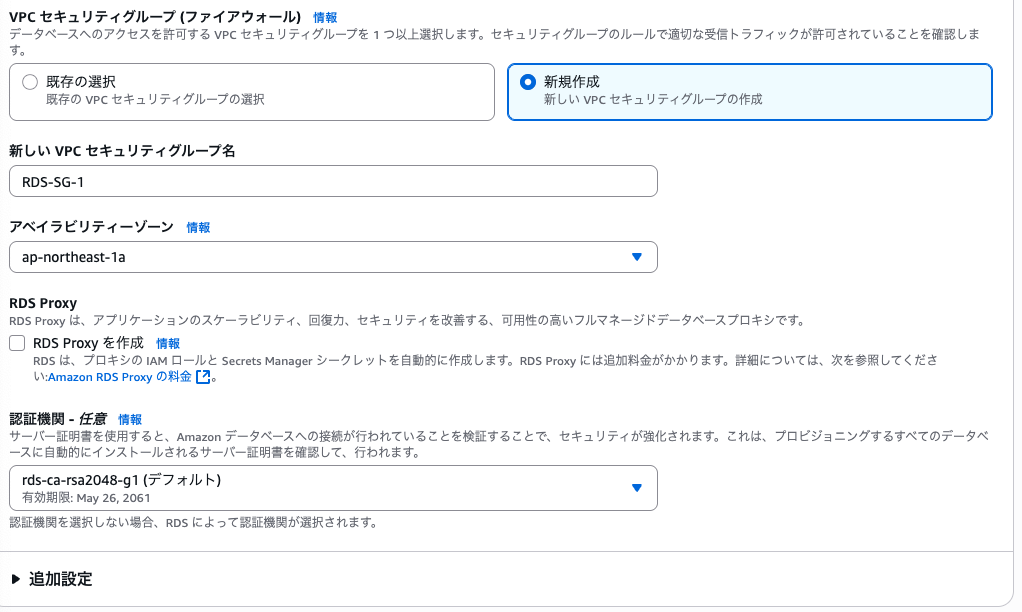 VPC セキュリティグループ (ファイアウォール) 情報
データベースへのアクセスを許可する VPC セキュリティグループを 1 つ以上選択します。セキュリティグループのルールで適切な受信トラフィックが許可されていることを確認しま
す。
既存の選択
既存の VPC セキュリティグループの選択
新規作成
新しい VPC セキュリティグループの作成
新しい VPC セキュリティグループ名
RDS-SG-1
アベイラビリティーゾーン 情報
ap-northeast-1a
RDS Proxy
RDS Proxy は、アプリケーションのスケーラビリティ、回復力、セキュリティを改善する、可用性の高いフルマネージドデータベースプロキシです。
RDS Proxy を作成 情報
RDS は、プロキシの IAM ロールと Secrets Manager シークレットを自動的に作成します。RDS Proxy には追加料金がかかります。詳細については、次を参照してくださ
い:Amazon RDS Proxy の料金。
認証機関 - 任意 情報
サーバー証明書を使用すると、Amazon データベースへの接続が行われていることを検証することで、セキュリティが強化されます。これは、プロビジョニングするすべてのデータベ
ースに自動的にインストールされるサーバー証明書を確認して、行われます。
rds-ca-rsa2048-g1 (デフォルト)
有効期限: May 26, 2061
認証機関を選択しない場合、RDS によって認証機関が選択されます。
追加設定